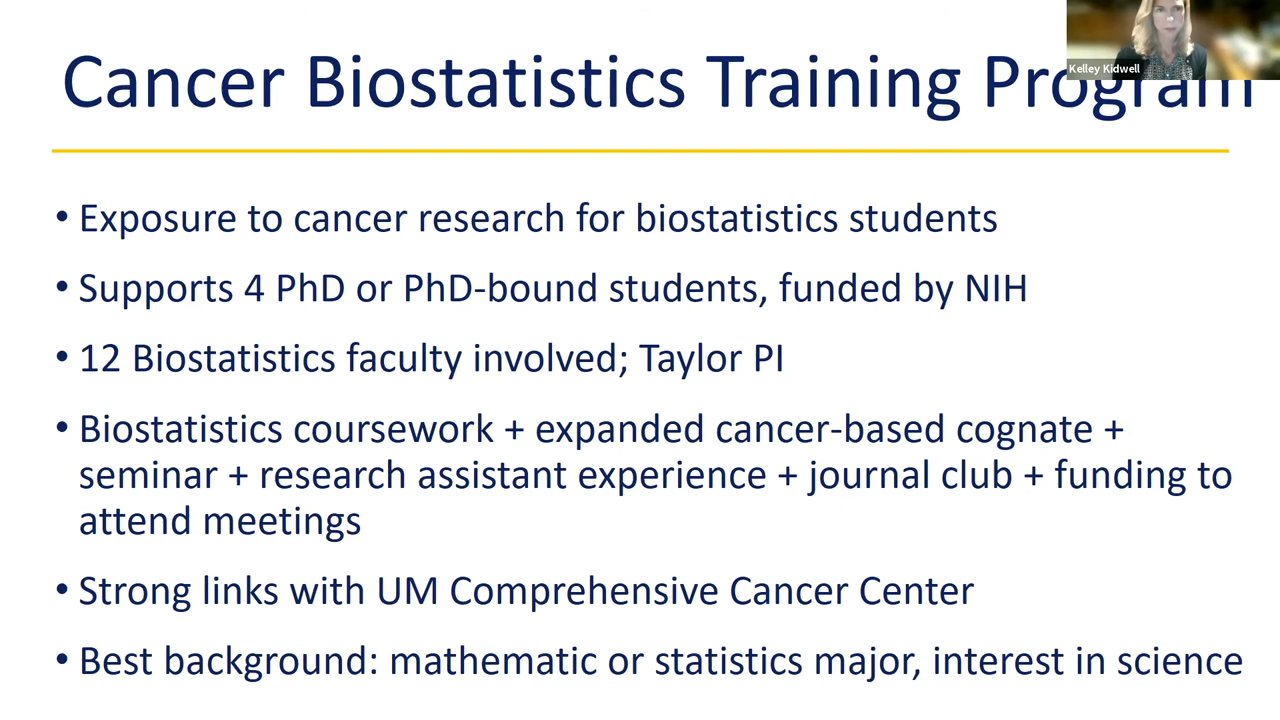 Cancer Biostatistics Training Program
Kelley Kidwell
• Exposure to cancer research for biostatistics students
• Supports 4 PhD or PhD-bound students, funded by NIH
• 12 Biostatistics faculty involved; Taylor PI
• Biostatistics coursework + expanded cancer-based cognate +
seminar + research assistant experience + journal club + funding to
attend meetings
• Strong links with UM Comprehensive Cancer Center
• Best background: mathematic or statistics major, interest in science